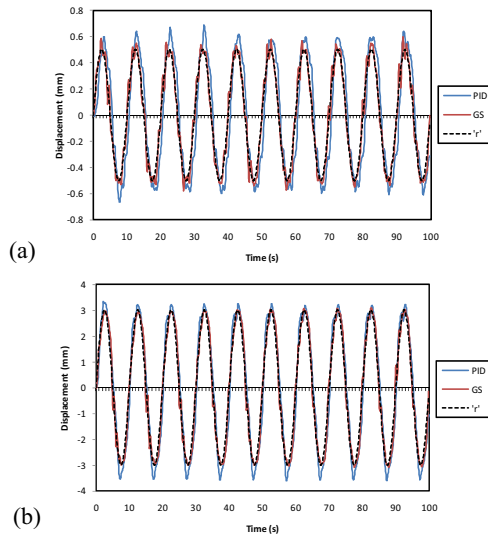 0.8
0.6
0.4
0.2
0
-0.2
-0.4
-0.6
-0.8
Displacement (mm)
0 10 20 30 40 50 60 70 80 90 100
Time (s)
PID
GS
'r'
(a)
4
3
2
1
0
-1
-2
-3
-4
Displacement (mm)
0 10 20 30 40 50 60 70 80 90 100
Time (s)
PID
GS
'r'
(b)